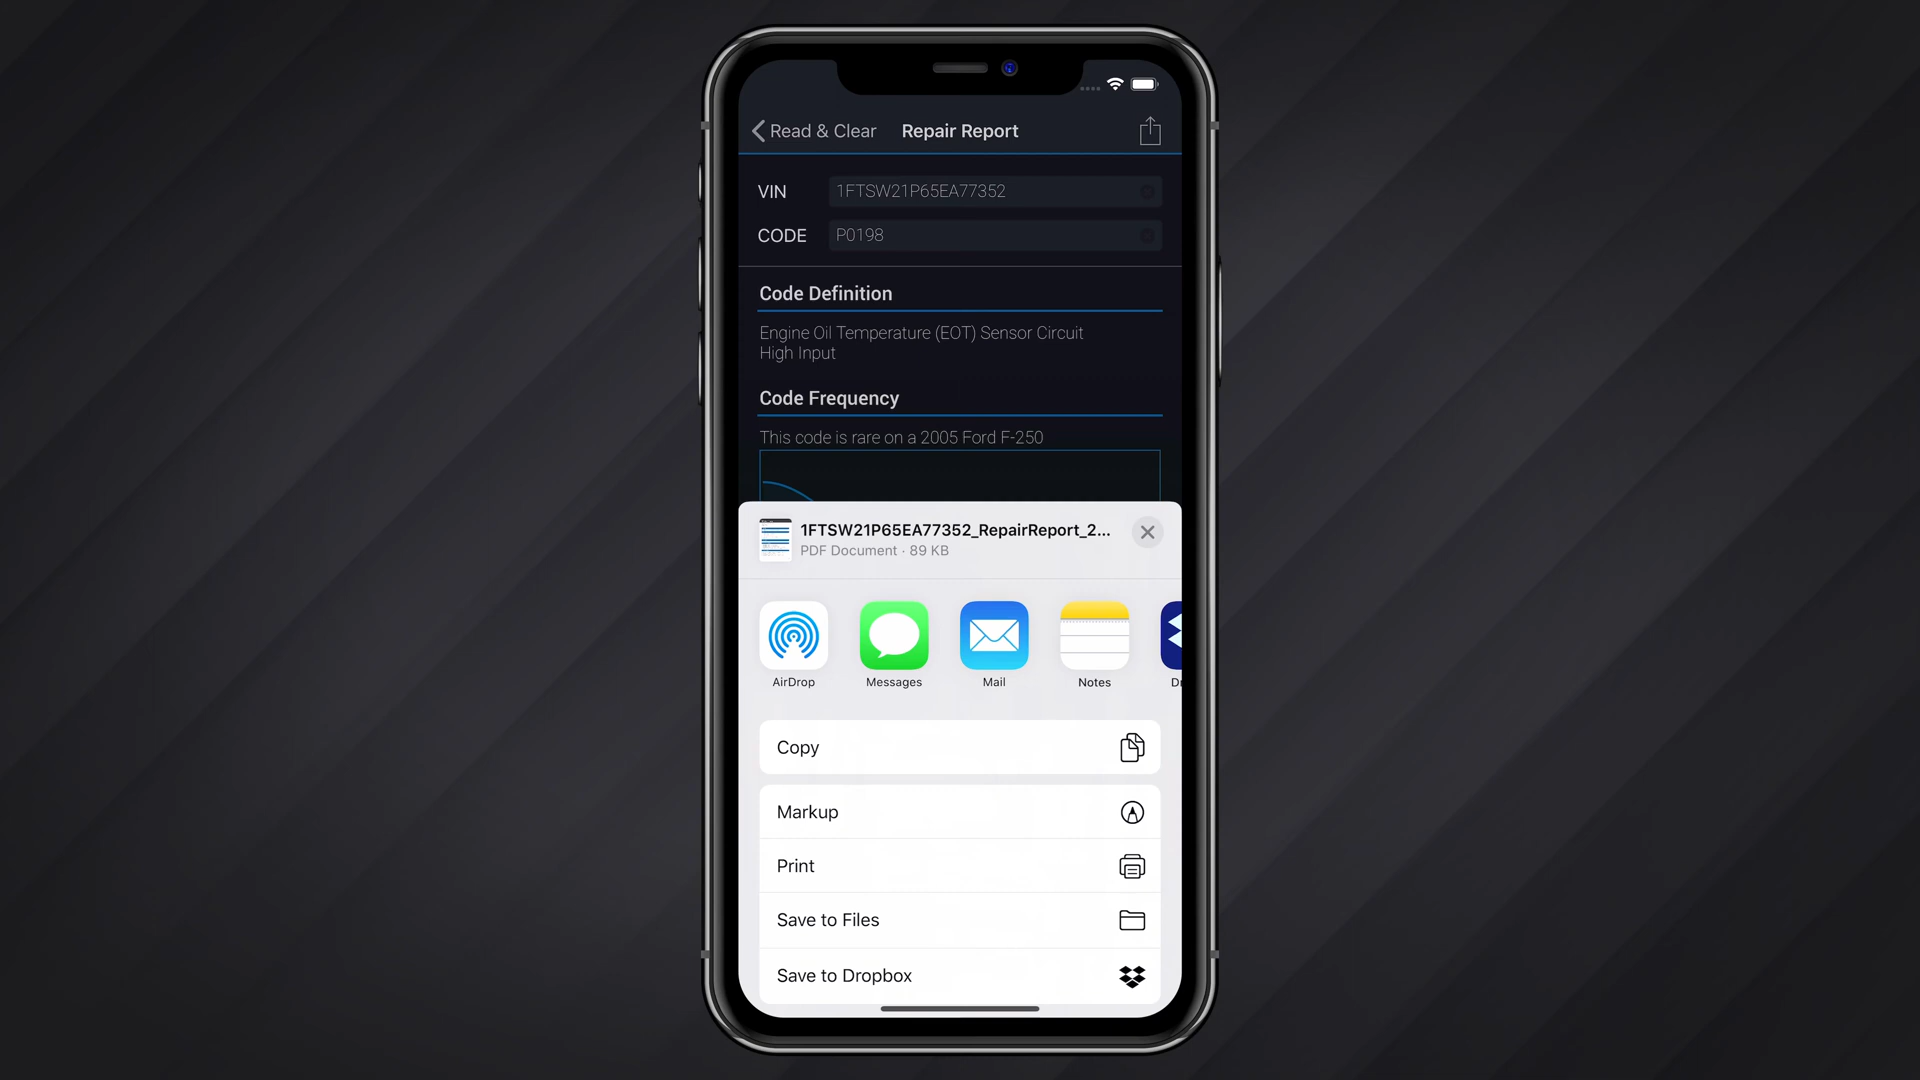 Read & Clear
Repair Report
VIN
1FTSW21P65EA77352
CODE
P0198
Code Definition
Engine Oil Temperature (EOT) Sensor Circuit
High Input
Code Frequency
This code is rare on a 2005 Ford F-250
1FTSW21P65EA77352_RepairReport_2...
PDF Document · 89 KB
AirDrop
Messages
Mail
Notes
Copy
Markup
Print
Save to Files
Save to Dropbox